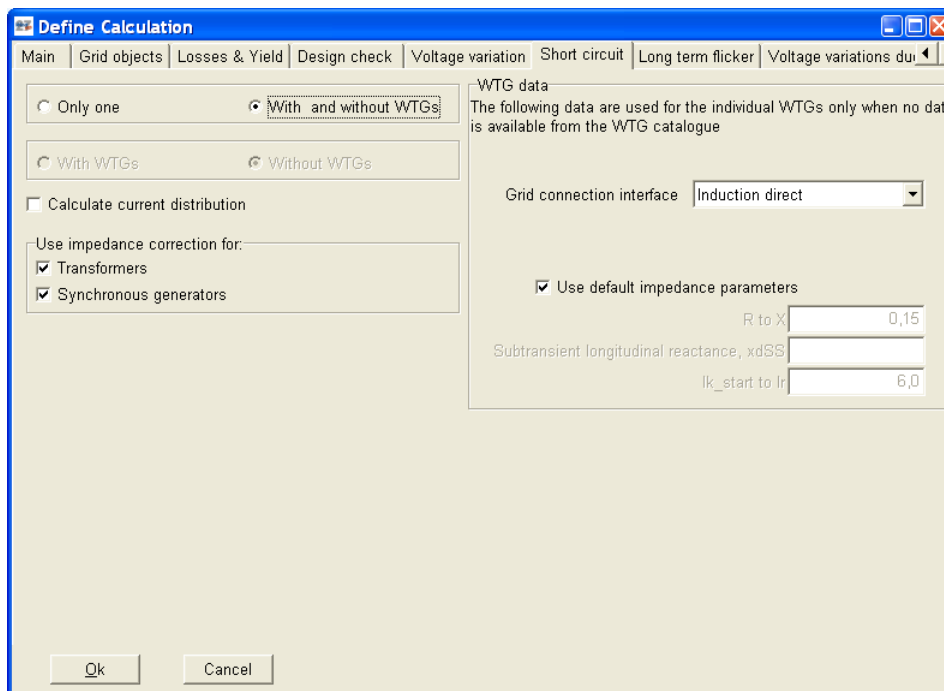 Define Calculation
Main Grid objects Losses & Yield Design check Voltage variation Short circuit Long term flicker Voltage variations du
Only one With and without WTGs
With WTGs Without WTGs
Calculate current distribution
Use impedance correction for:
Transformers
Synchronous generators
WTG data
The following data are used for the individual WTGs only when no dat
is available from the WTG catalogue
Grid connection interface Induction direct
Use default impedance parameters
R to X 0,15
Subtransient longitudinal reactance, xdSS
Ik_start to Ir 6,0
Ok Cancel